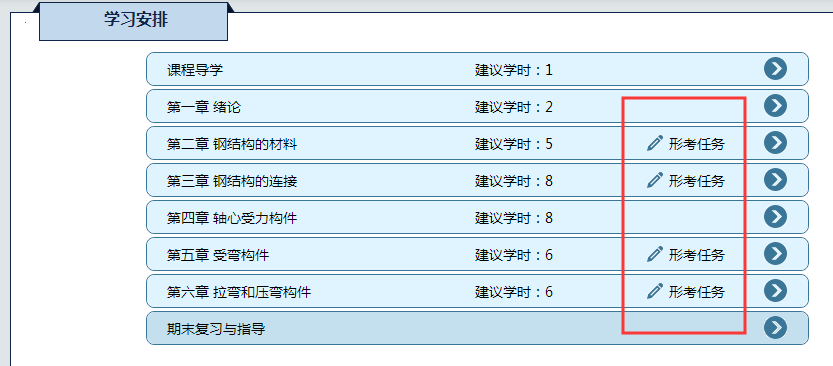 学习安排
课程导学 建议学时：1
第一章 绪论 建议学时：2
第二章 钢结构的材料 建议学时：5 形考任务
第三章 钢结构的连接 建议学时：8 形考任务
第四章 轴心受力构件 建议学时：8
第五章 受弯构件 建议学时：6 形考任务
第六章 拉弯和压弯构件 建议学时：6 形考任务
期末复习与指导